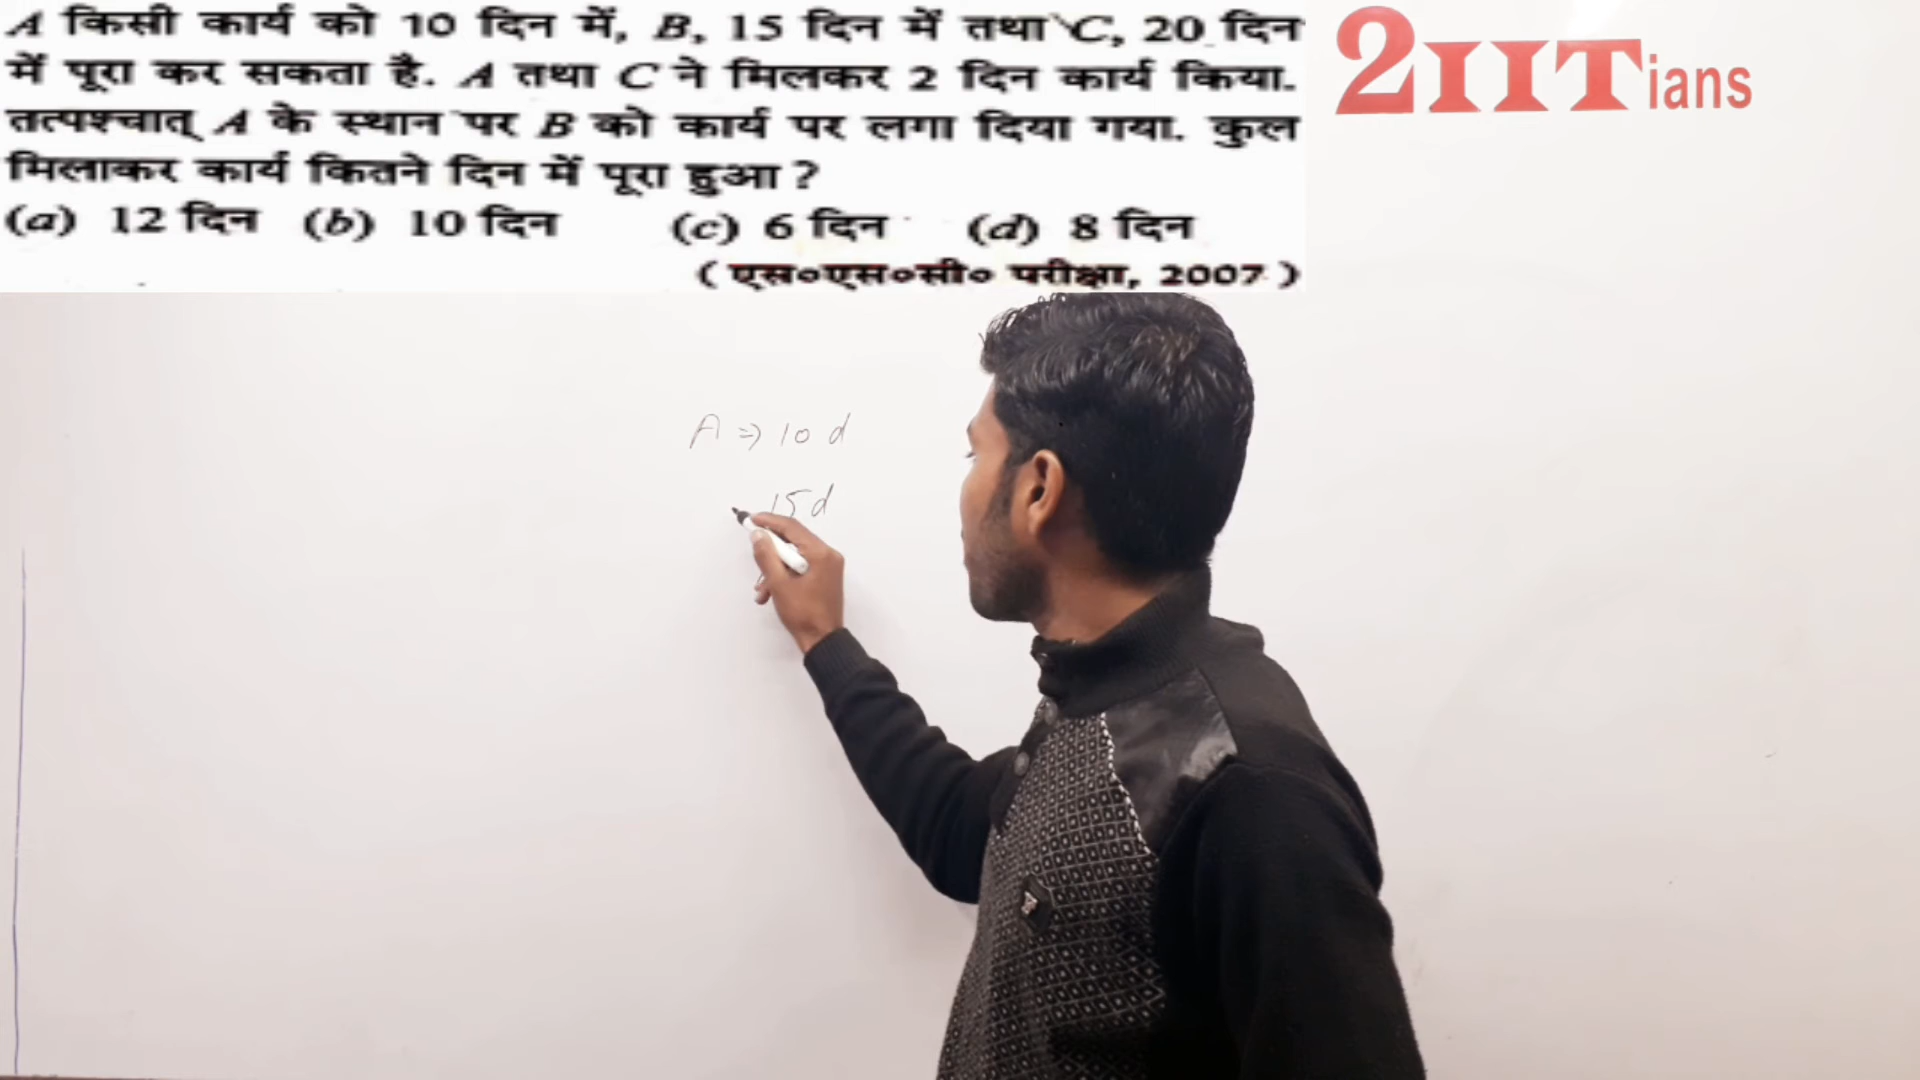 A किसी कार्य को 10 दिन में, B, 15 दिन में तथा C, 20 दिन
में पूरा कर सकता है. A तथा C ने मिलकर 2 दिन कार्य किया.
तत्पश्चात् A के स्थान पर B को कार्य पर लगा दिया गया. कुल
मिलाकर कार्य कितने दिन में पूरा हुआ ?
(a) 12 दिन (b) 10 दिन (c) 6 दिन (d) 8 दिन
( एस०एस०सी० परीक्षा, 2007 )
2IITians
A => 10 d
15 d